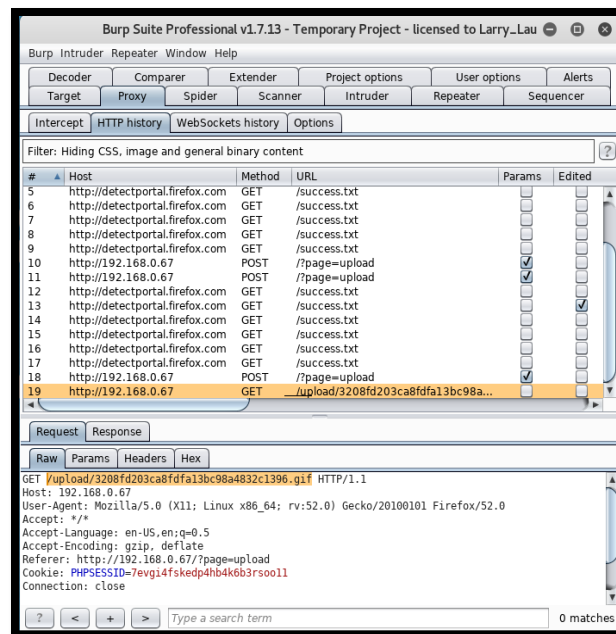 Burp Suite Professional v1.7.13 - Temporary Project - licensed to Larry_Lau
Burp Intruder Repeater Window Help
Decoder Comparer Extender Project options User options Alerts
Target Proxy Spider Scanner Intruder Repeater Sequencer
Intercept HTTP history WebSockets history Options
Filter: Hiding CSS, image and general binary content ?
# Host Method URL Params Edited
5 http://detectportal.firefox.com GET /success.txt
6 http://detectportal.firefox.com GET /success.txt
7 http://detectportal.firefox.com GET /success.txt
8 http://detectportal.firefox.com GET /success.txt
9 http://detectportal.firefox.com GET /success.txt
10 http://192.168.0.67 POST /?page=upload
11 http://192.168.0.67 POST /?page=upload
12 http://detectportal.firefox.com GET /success.txt
13 http://detectportal.firefox.com GET /success.txt
14 http://detectportal.firefox.com GET /success.txt
15 http://detectportal.firefox.com GET /success.txt
16 http://detectportal.firefox.com GET /success.txt
17 http://detectportal.firefox.com GET /success.txt
18 http://192.168.0.67 POST /?page=upload
19 http://192.168.0.67 GET /upload/3208fd203ca8fdfa13bc98a...
Request Response
Raw Params Headers Hex
GET /upload/3208fd203ca8fdfa13bc98a4832c1396.gif HTTP/1.1
Host: 192.168.0.67
User-Agent: Mozilla/5.0 (X11; Linux x86_64; rv:52.0) Gecko/20100101 Firefox/52.0
Accept: */*
Accept-Language: en-US,en;q=0.5
Accept-Encoding: gzip, deflate
Referer: http://192.168.0.67/?page=upload
Cookie: PHPSESSID=7evgi4fskedp4hb4k6b3rsoo11
Connection: close
? < + > Type a search term 0 matches